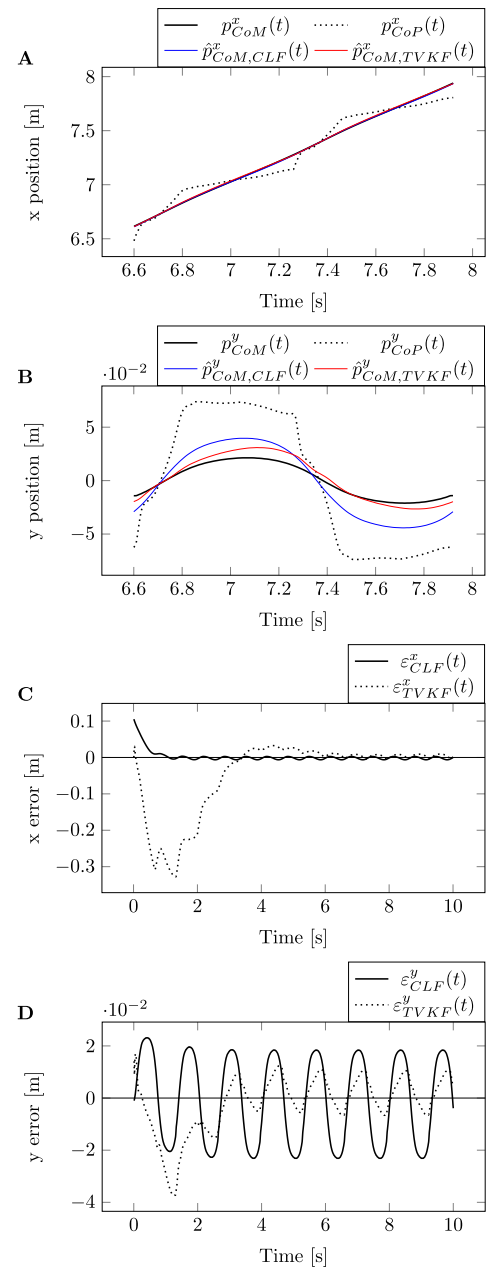 p^x_{CoM}(t) p^x_{CoP}(t)
p̂^x_{CoM,CLF}(t) p̂^x_{CoM,TVKF}(t)
A
8
7.5
7
6.5
x position [m]
6.6 6.8 7 7.2 7.4 7.6 7.8 8
Time [s]
p^y_{CoM}(t) p^y_{CoP}(t)
p̂^y_{CoM,CLF}(t) p̂^y_{CoM,TVKF}(t)
B
·10^{−2}
5
0
−5
y position [m]
6.6 6.8 7 7.2 7.4 7.6 7.8 8
Time [s]
ε^x_{CLF}(t)
ε^x_{TVKF}(t)
C
0.1
0
−0.1
−0.2
−0.3
x error [m]
0 2 4 6 8 10
Time [s]
ε^y_{CLF}(t)
ε^y_{TVKF}(t)
D
·10^{−2}
2
0
−2
−4
y error [m]
0 2 4 6 8 10
Time [s]